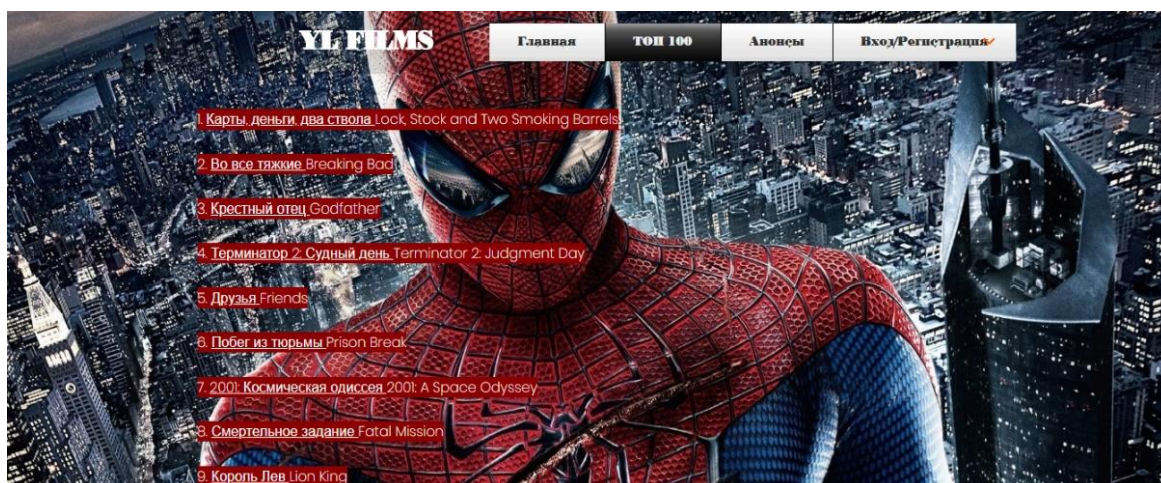 YL FILMS
Главная ТОП 100 Анонсы Вход/Регистрация
1. Карты, деньги, два ствола Lock, Stock and Two Smoking Barrels
2. Во все тяжкие Breaking Bad
3. Крестный отец Godfather
4. Терминатор 2: Судный день Terminator 2: Judgment Day
5. Друзья Friends
6. Побег из тюрьмы Prison Break
7. 2001: Космическая одиссея 2001: A Space Odyssey
8. Смертельное задание Fatal Mission
9. Король Лев Lion King